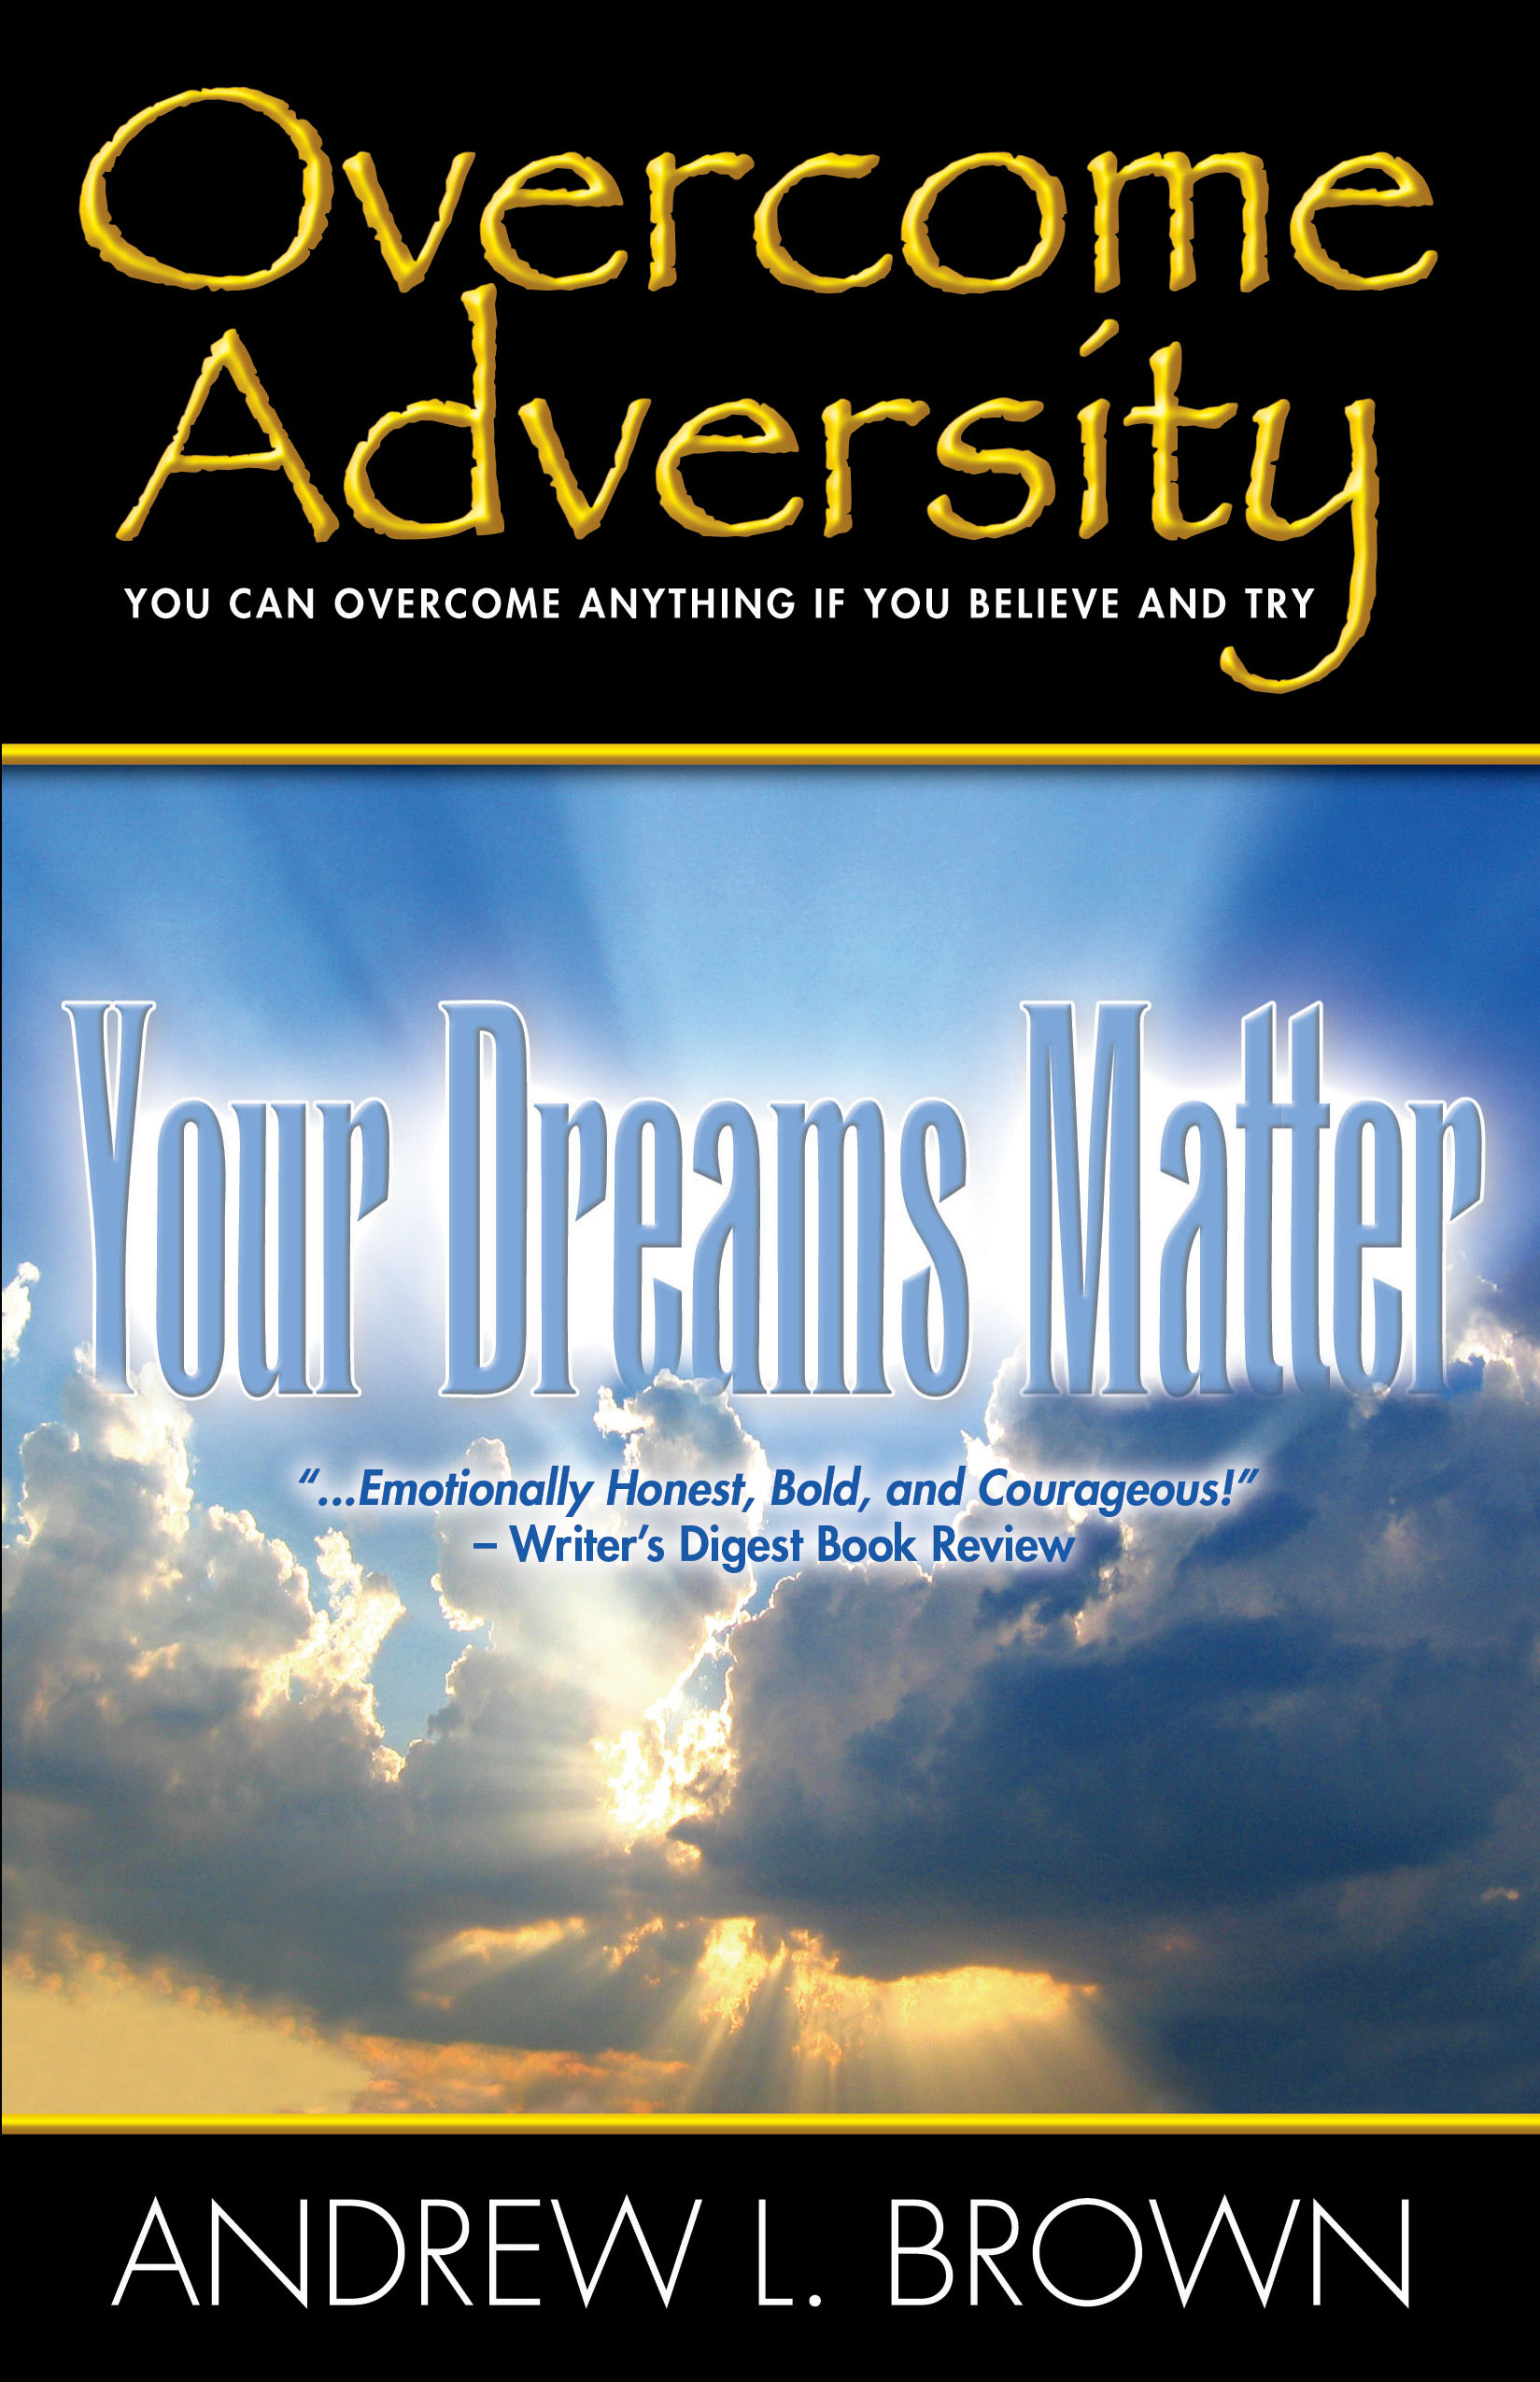 Overcome
Adversity
YOU CAN OVERCOME ANYTHING IF YOU BELIEVE AND TRY
Your Dreams Matter
“...Emotionally Honest, Bold, and Courageous!”
– Writer’s Digest Book Review
ANDREW L. BROWN